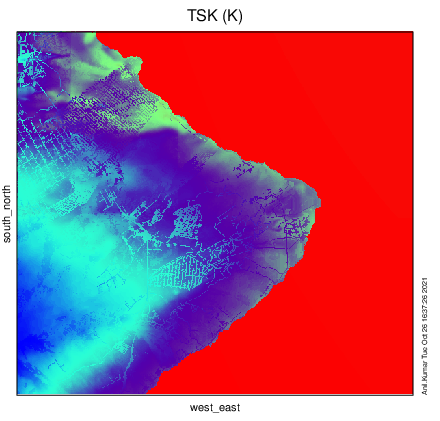 TSK (K)
south_north
west_east
Anil.Kumar Tue Oct 26 16:37:26 2021